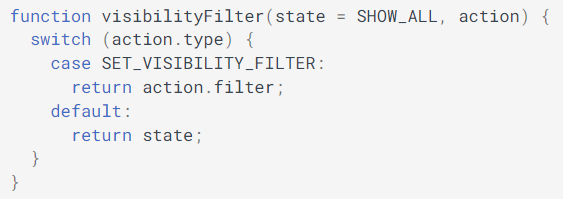 function visibilityFilter(state = SHOW_ALL, action) {
  switch (action.type) {
    case SET_VISIBILITY_FILTER:
      return action.filter;
    default:
      return state;
  }
}